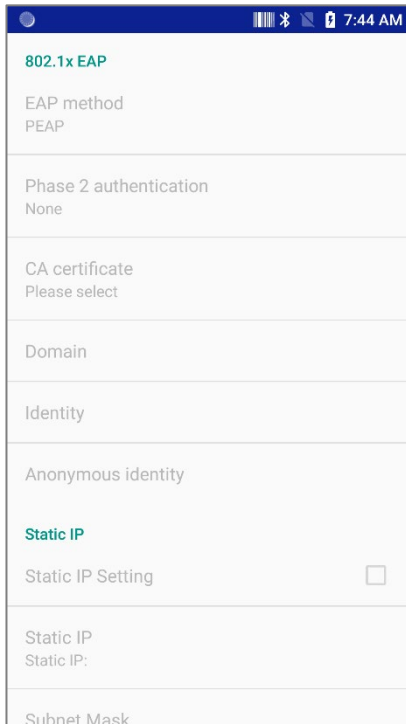 7:44 AM
802.1x EAP
EAP method
PEAP
Phase 2 authentication
None
CA certificate
Please select
Domain
Identity
Anonymous identity
Static IP
Static IP Setting
Static IP
Static IP:
Subnet Mask